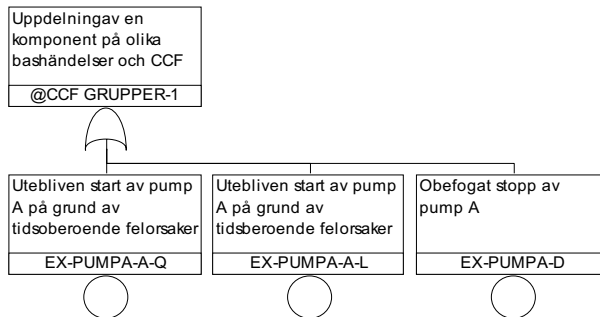 Uppdelningav en
komponent på olika
bashändelser och CCF
@CCF GRUPPER-1
Utebliven start av pump
A på grund av
tidsoberoende felorsaker
EX-PUMPA-A-Q
Utebliven start av pump
A på grund av
tidsberoende felorsaker
EX-PUMPA-A-L
Obefogat stopp av
pump A
EX-PUMPA-D